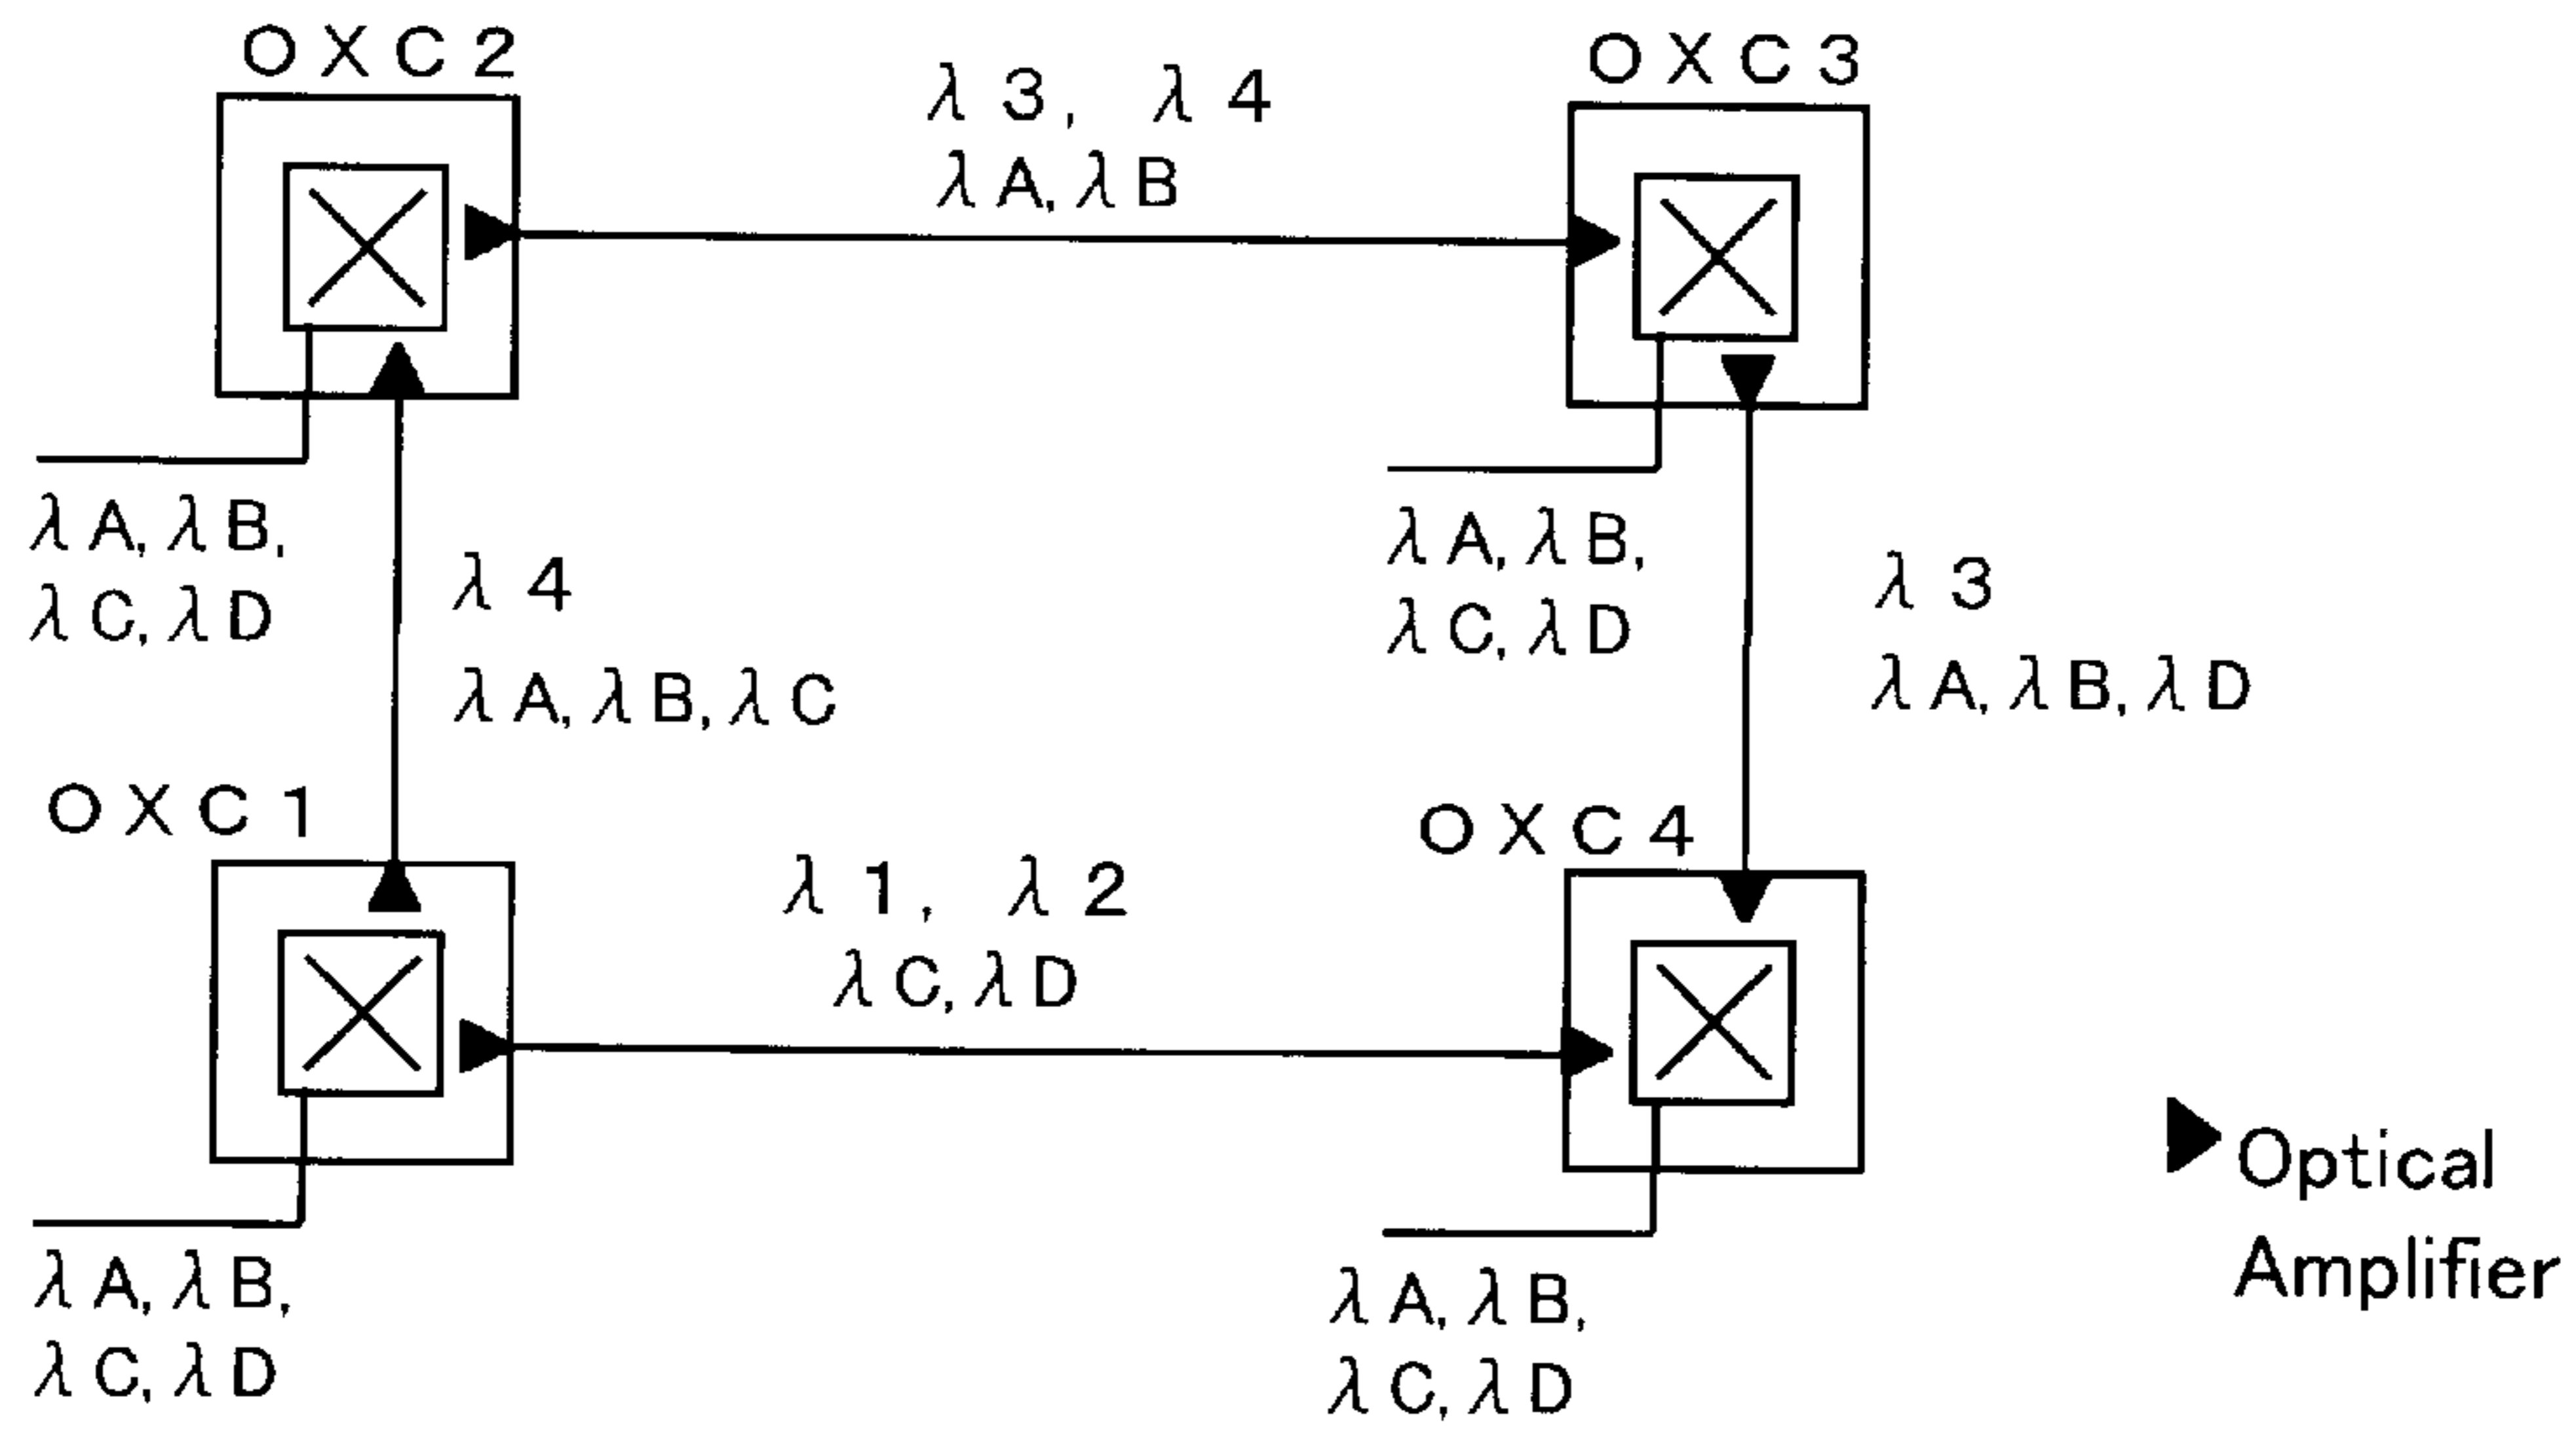 OXC2
OXC3
λ3, λ4
λA, λB
λA, λB,
λC, λD
λA, λB,
λC, λD
λ4
λA, λB, λC
λ3
λA, λB, λD
OXC1
OXC4
λ1, λ2
λC, λD
λA, λB,
λC, λD
λA, λB,
λC, λD
Optical
Amplifier